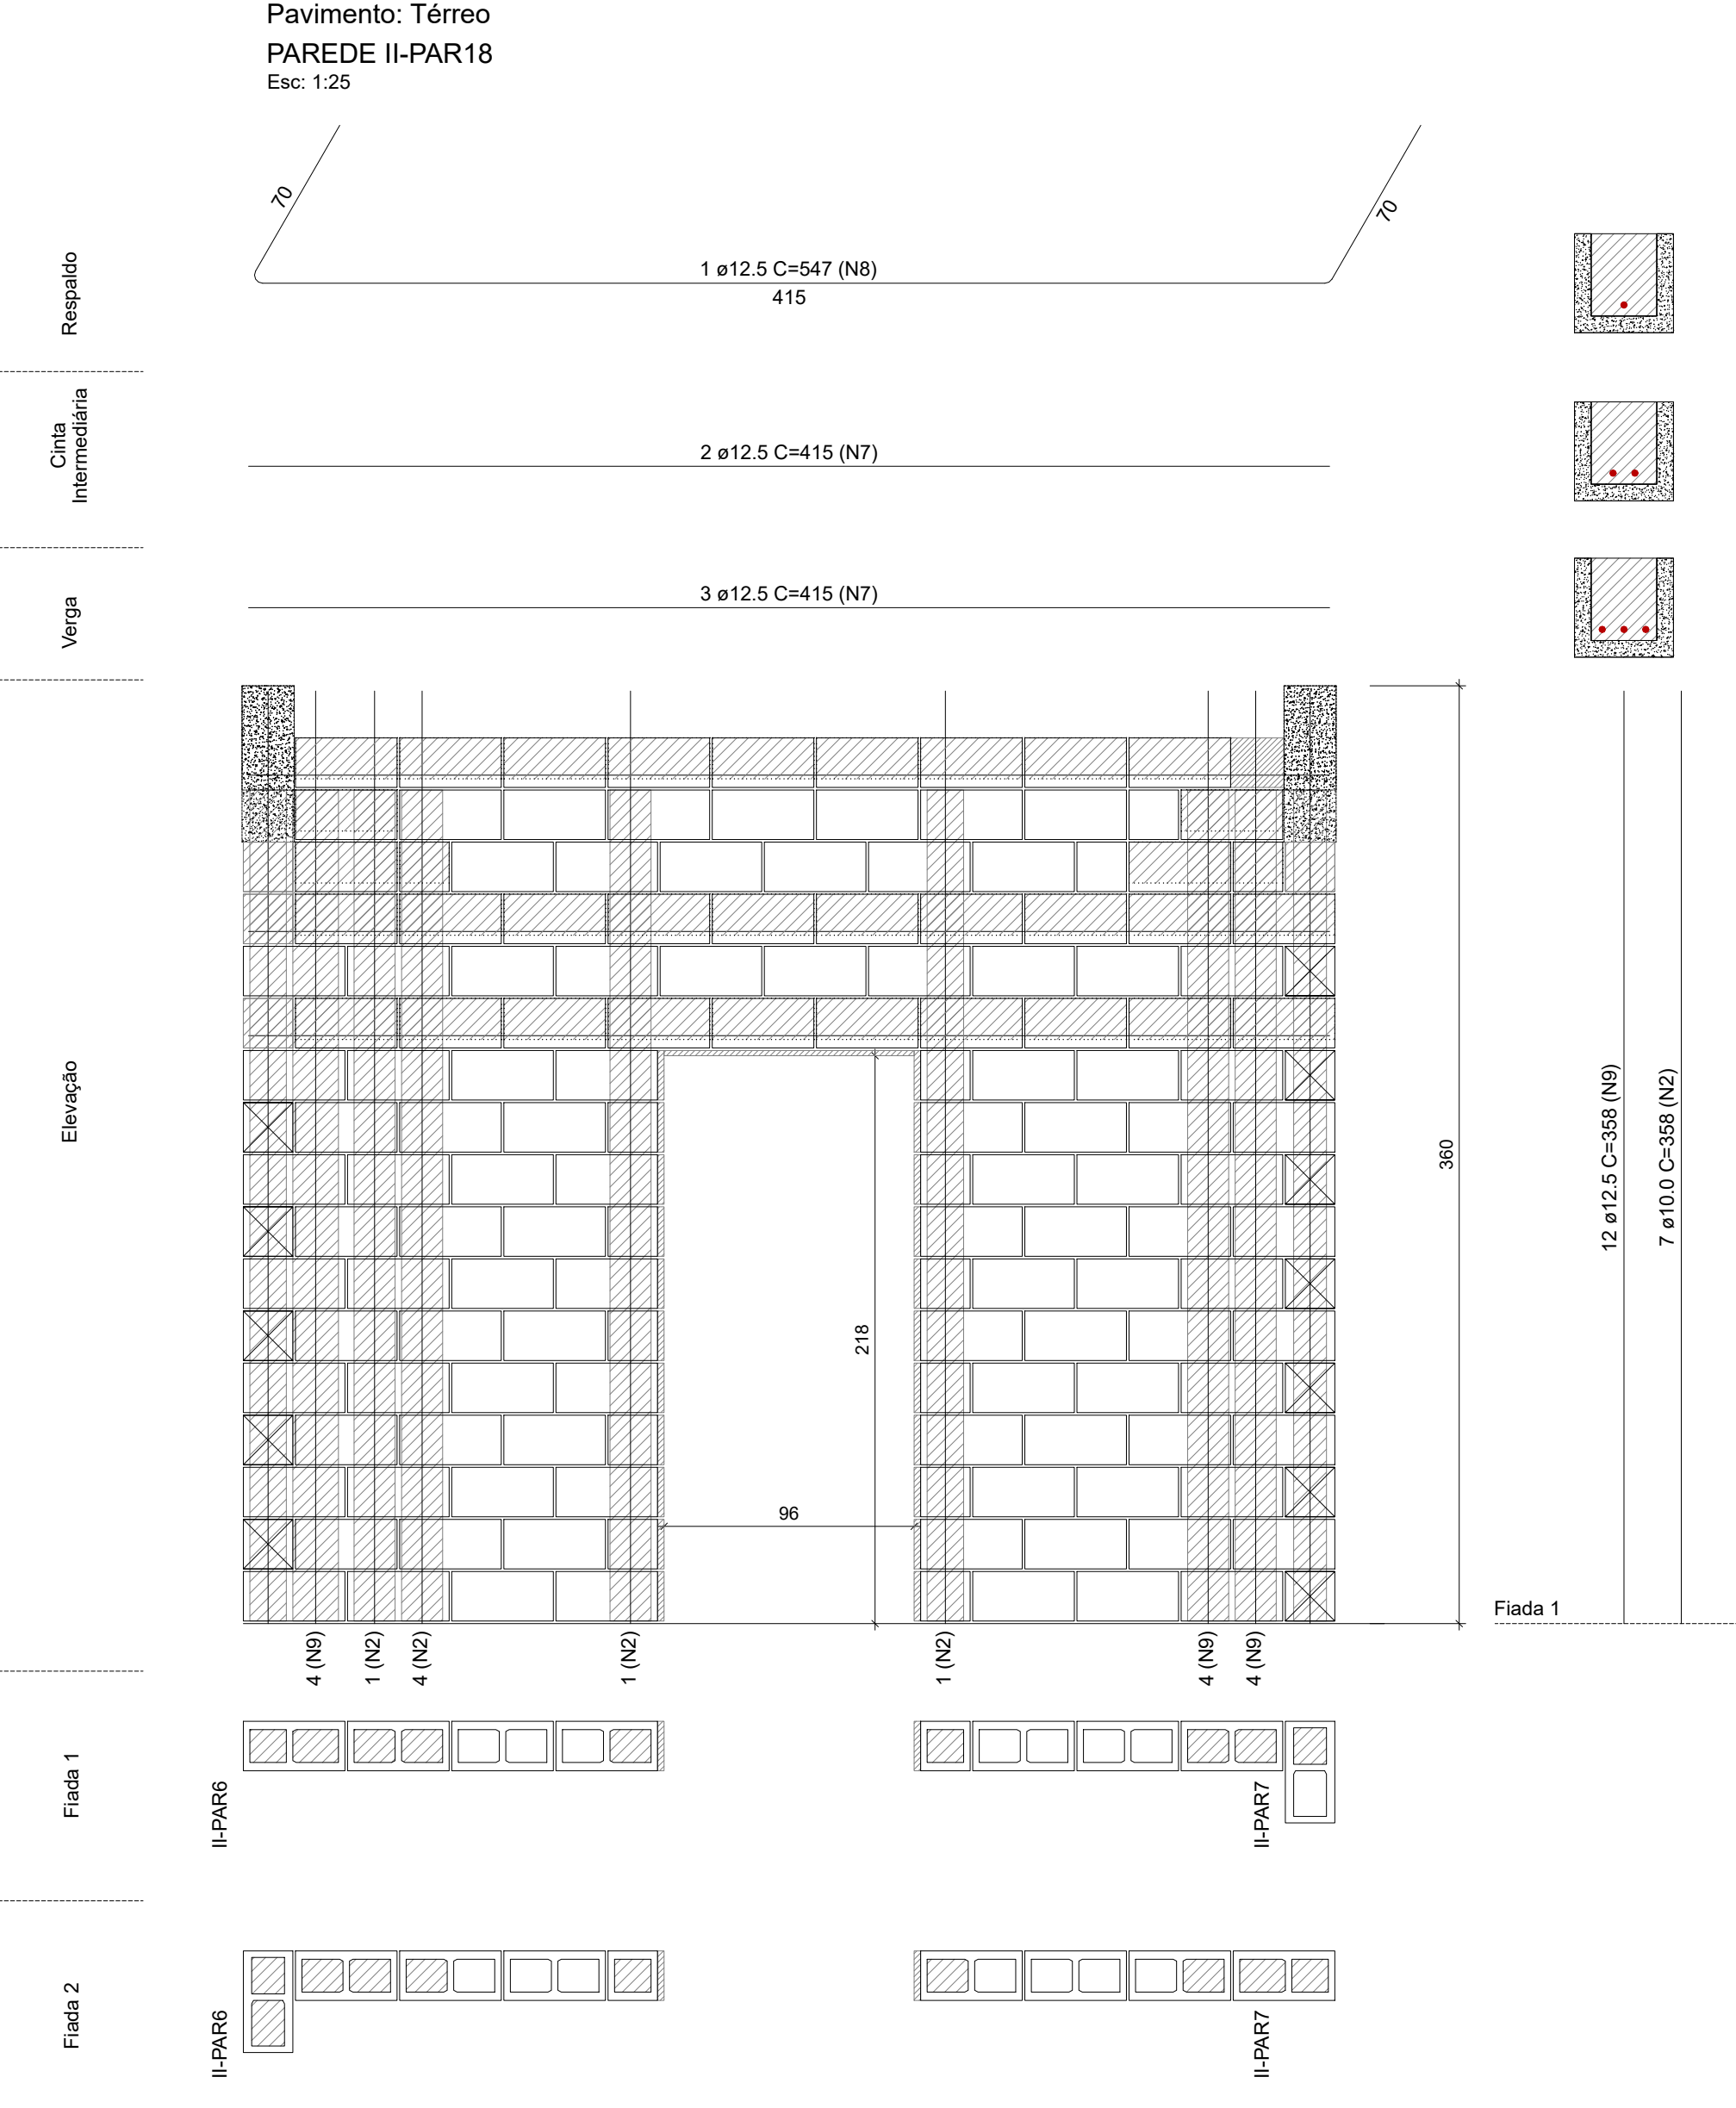 Pavimento: Térreo
PAREDE II-PAR18
Esc: 1:25
70
70
Respaldo
1 ø12.5 C=547 (N8)
415
Cinta
Intermediária
2 ø12.5 C=415 (N7)
Verga
3 ø12.5 C=415 (N7)
Elevação
218
96
360
12 ø12.5 C=358 (N9)
7 ø10.0 C=358 (N2)
Fiada 1
4 (N9)
1 (N2)
4 (N2)
1 (N2)
1 (N2)
4 (N9)
4 (N9)
Fiada 1
II-PAR6
II-PAR7
Fiada 2
II-PAR6
II-PAR7